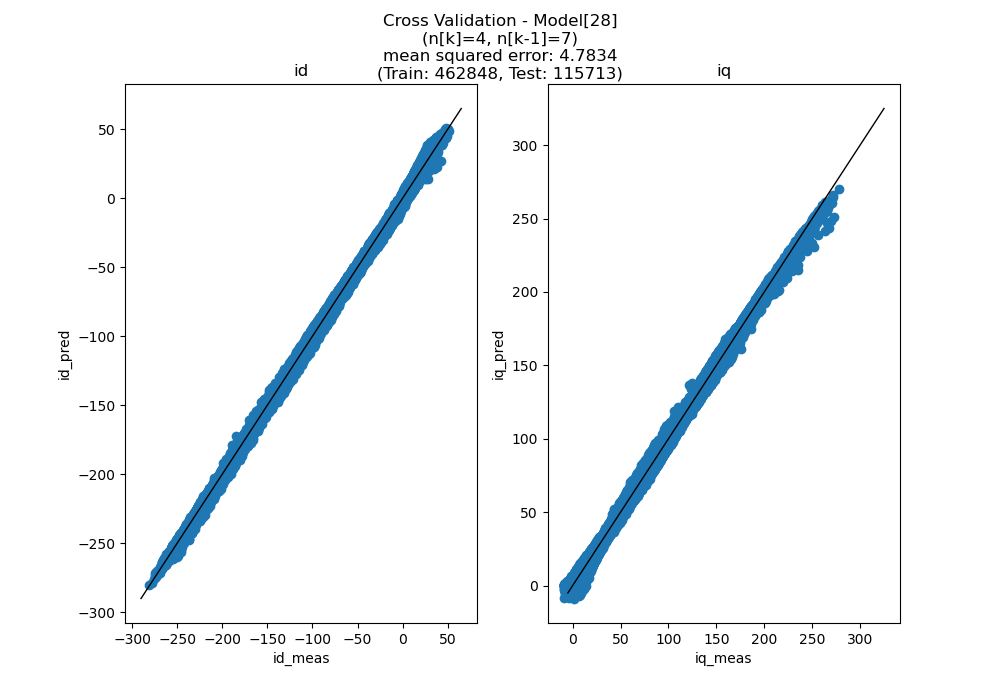 Cross Validation - Model[28]
(n[k]=4, n[k-1]=7)
mean squared error: 4.7834
(Train: 462848, Test: 115713)
id
iq
50
0
−50
−100
−150
−200
−250
−300
id_pred
−300 −250 −200 −150 −100 −50 0 50
id_meas
300
250
200
150
100
50
0
iq_pred
0 50 100 150 200 250 300
iq_meas